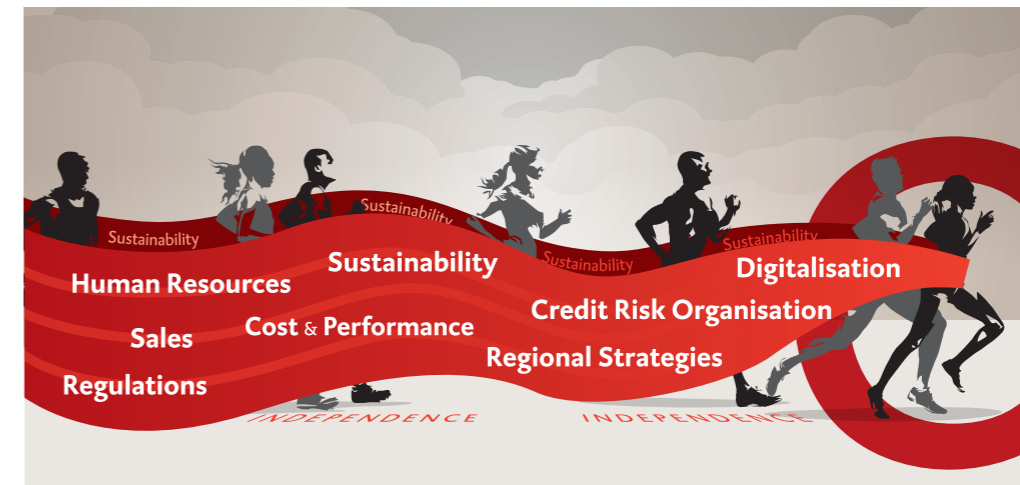 Sustainability
Sustainability
Sustainability
Sustainability
Human Resources
Sustainability
Digitalisation
Sales
Cost & Performance
Credit Risk Organisation
Regulations
Regional Strategies
INDEPENDENCE
INDEPENDENCE